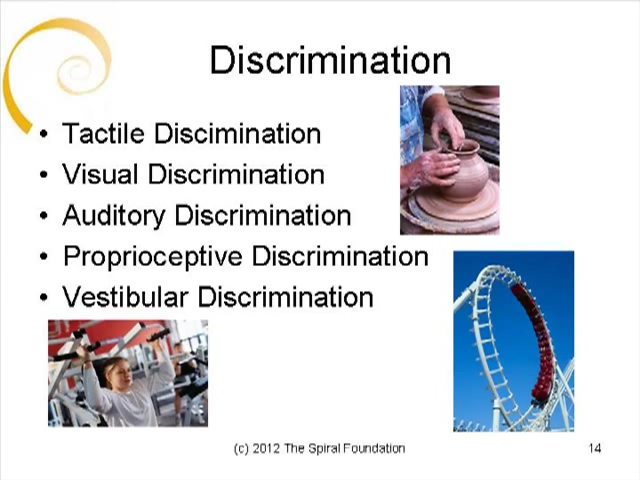 Discrimination
• Tactile Discimination
• Visual Discrimination
• Auditory Discrimination
• Proprioceptive Discrimination
• Vestibular Discrimination
(c) 2012 The Spiral Foundation
14